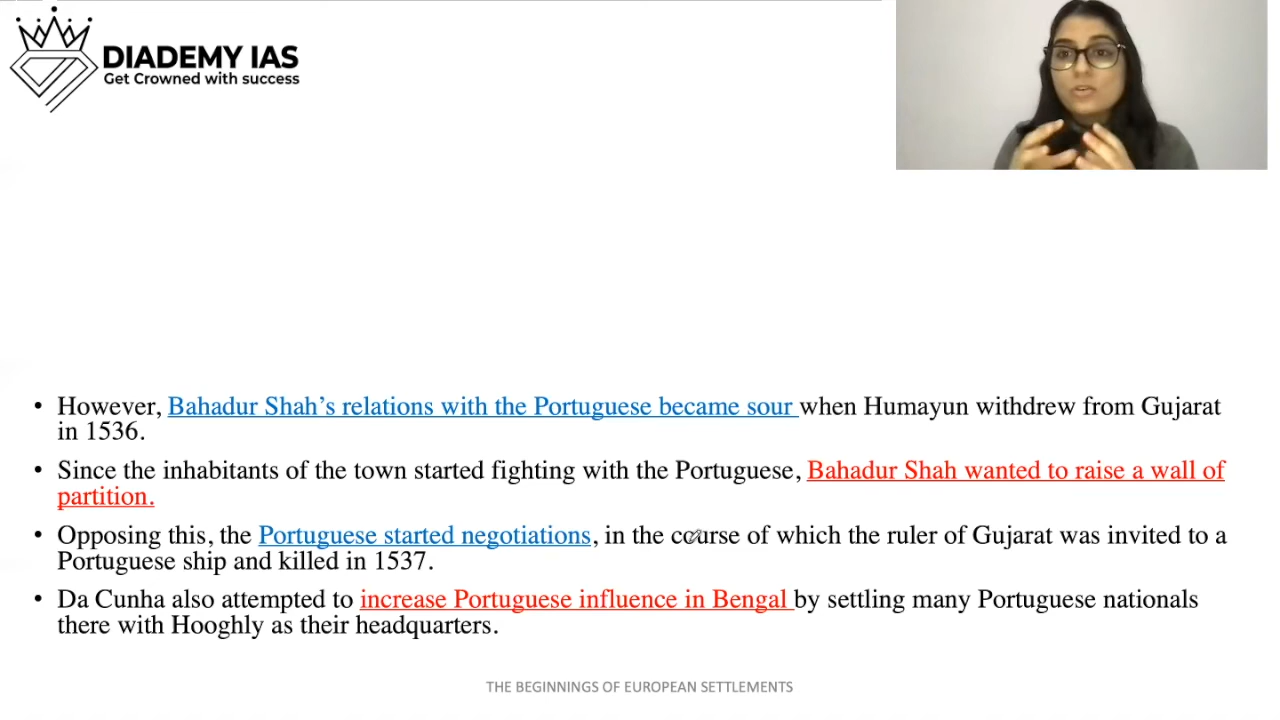 DIADEMY IAS
Get Crowned with success
• However, Bahadur Shah’s relations with the Portuguese became sour when Humayun withdrew from Gujarat
in 1536.
• Since the inhabitants of the town started fighting with the Portuguese, Bahadur Shah wanted to raise a wall of
partition.
• Opposing this, the Portuguese started negotiations, in the course of which the ruler of Gujarat was invited to a
Portuguese ship and killed in 1537.
• Da Cunha also attempted to increase Portuguese influence in Bengal by settling many Portuguese nationals
there with Hooghly as their headquarters.
THE BEGINNINGS OF EUROPEAN SETTLEMENTS